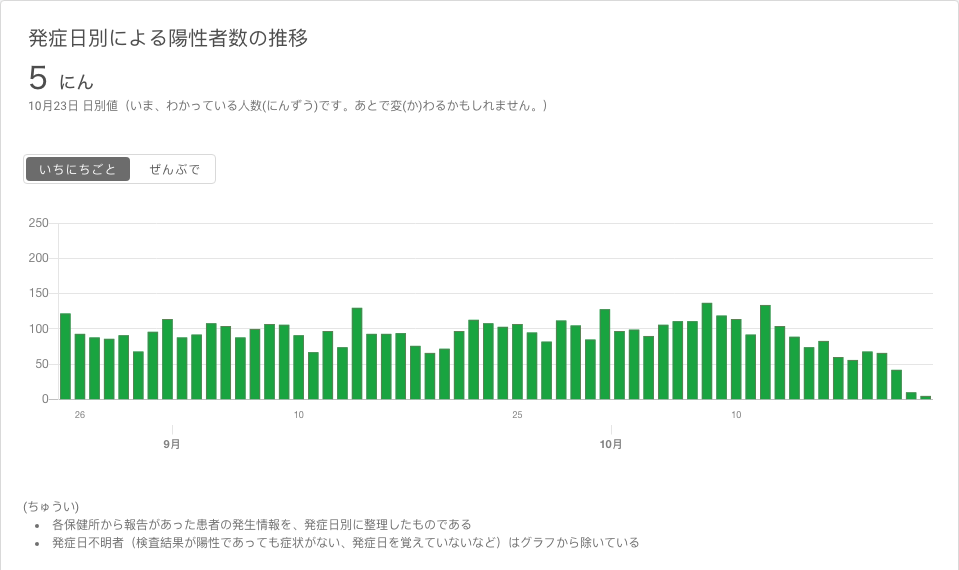 発症日別による陽性者数の推移
5 にん
10月23日 日別値（いま、わかっている人数(にんずう)です。あとで変(か)わるかもしれません。）
いちにちごと ぜんぶで
250
200
150
100
50
0
26 10 25 10
9月 10月
(ちゅうい)
• 各保健所から報告があった患者の発生情報を、発症日別に整理したものである
• 発症日不明者（検査結果が陽性であっても症状がない、発症日を覚えていないなど）はグラフから除いている